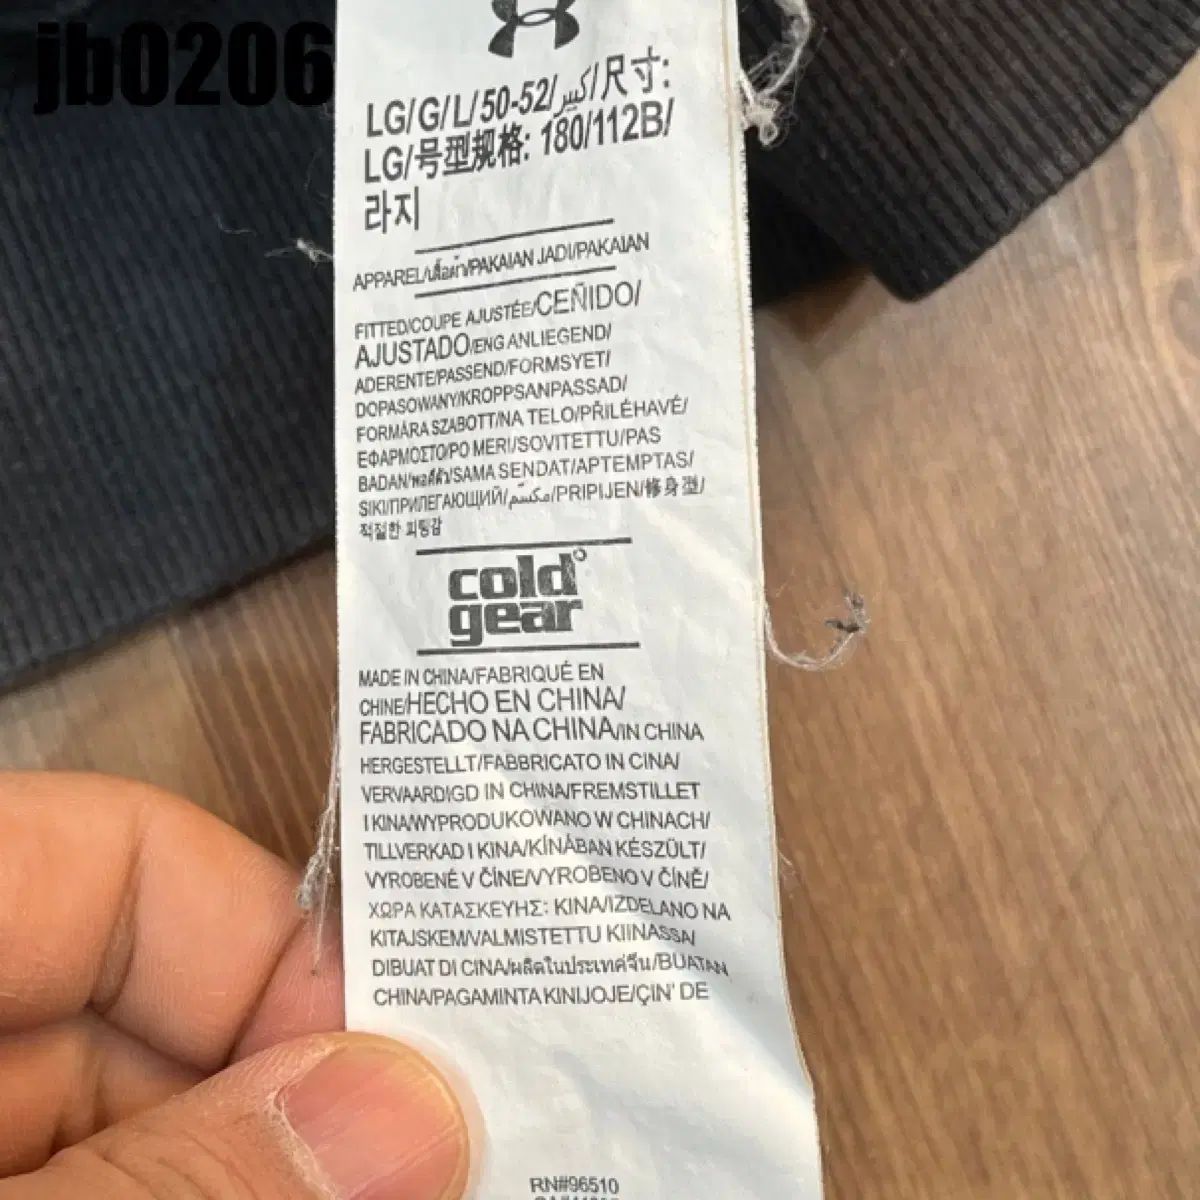 jb0206
LG/G/L/50-52/كبير/尺寸:
LG/号型规格: 180/112B/
라지
APPAREL/เสื้อผ้า/PAKAIAN JADI/PAKAIAN
FITTED/COUPE AJUSTÉE/CEÑIDO/
AJUSTADO/ENG ANLIEGEND/
ADERENTE/PASSEND/FORMSYET/
DOPASOWANY/KROPPSANPASSAD/
FORMÁRA SZABOTT/NA TELO/PŘILÉHAVÉ/
ΕΦΑΡΜΟΣΤΟ/PO MERI/SOVITETTU/PAS
BADAN/พอดีตัว/SAMA SENDAT/APTEMPTAS/
SIKI/ПРИЛЕГАЮЩИЙ/مكسّم/PRIPIJEN/修身型/
적절한 피팅감
cold
gear
MADE IN CHINA/FABRIQUÉ EN
CHINE/HECHO EN CHINA/
FABRICADO NA CHINA/IN CHINA
HERGESTELLT/FABBRICATO IN CINA/
VERVAARDIGD IN CHINA/FREMSTILLET
I KINA/WYPRODUKOWANO W CHINACH/
TILLVERKAD I KINA/KÍNÁBAN KÉSZÜLT/
VYROBENÉ V ČÍNE/VYROBENO V ČÍNĚ/
ΧΩΡΑ ΚΑΤΑΣΚΕΥΗΣ: ΚΙΝΑ/IZDELANO NA
KITAJSKEM/VALMISTETTU KIINASSA/
DIBUAT DI CINA/ผลิตในประเทศจีน/BUATAN
CHINA/PAGAMINTA KINIJOJE/ÇIN' DE
RN#96510